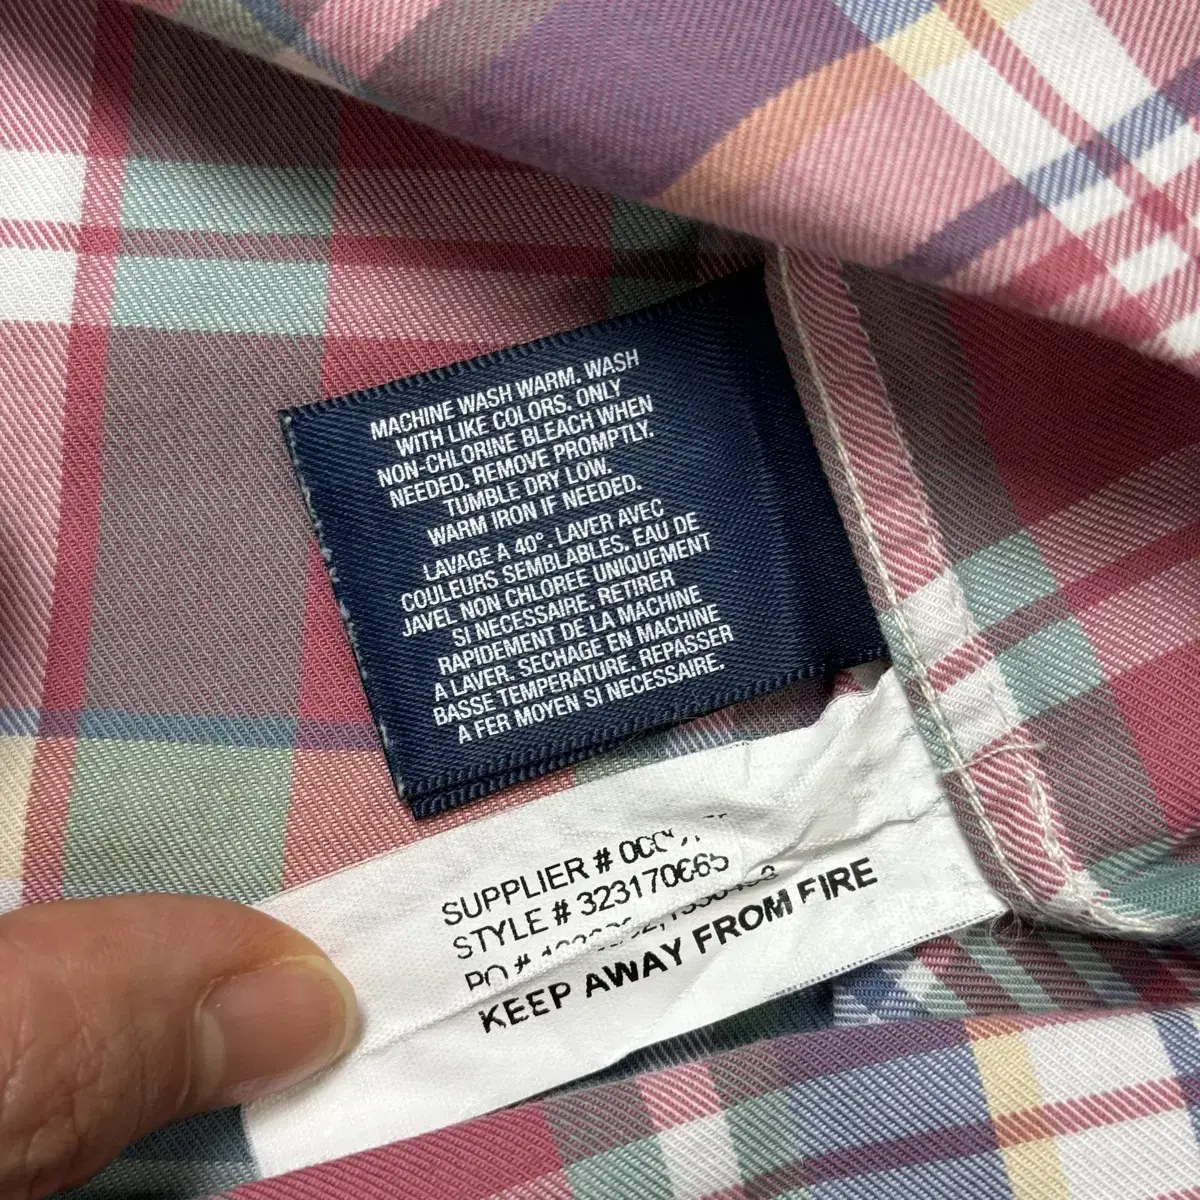 MACHINE WASH WARM. WASH
WITH LIKE COLORS. ONLY
NON-CHLORINE BLEACH WHEN
NEEDED. REMOVE PROMPTLY.
TUMBLE DRY LOW.
WARM IRON IF NEEDED.
LAVAGE A 40°. LAVER AVEC
COULEURS SEMBLABLES. EAU DE
JAVEL NON CHLOREE UNIQUEMENT
SI NECESSAIRE. RETIRER
RAPIDEMENT DE LA MACHINE
A LAVER. SECHAGE EN MACHINE
BASSE TEMPERATURE. REPASSER
A FER MOYEN SI NECESSAIRE.
SUPPLIER #
STYLE # 323170665
PO #
KEEP AWAY FROM FIRE